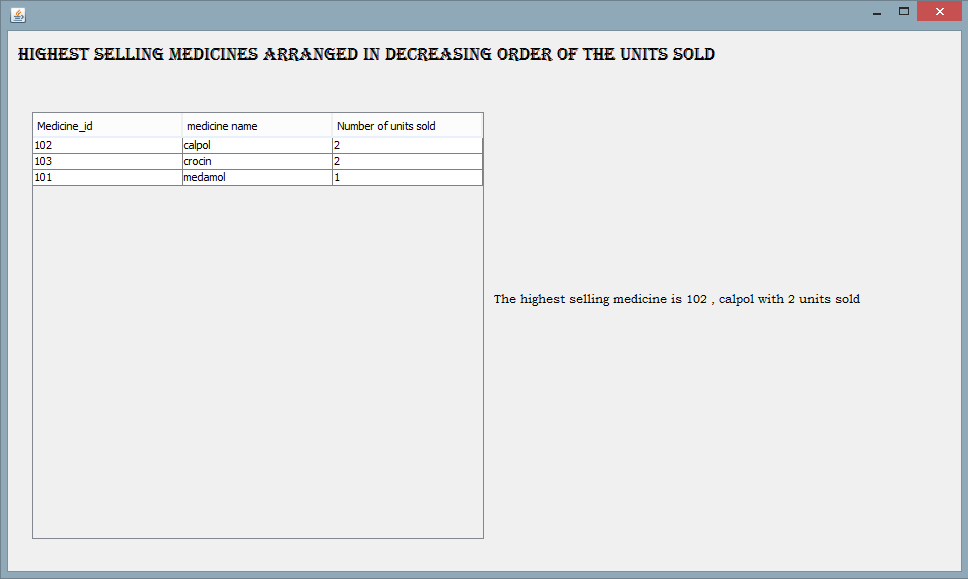 HIGHEST SELLING MEDICINES ARRANGED IN DECREASING ORDER OF THE UNITS SOLD
Medicine_id medicine name Number of units sold
102 calpol 2
103 crocin 2
101 medamol 1
The highest selling medicine is 102 , calpol with 2 units sold